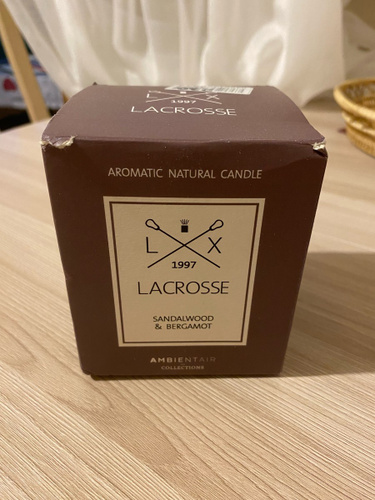 L X
1997
LACROSSE
AROMATIC NATURAL CANDLE
L X
1997
LACROSSE
SANDALWOOD
& BERGAMOT
AMBIENTAIR
COLLECTIONS